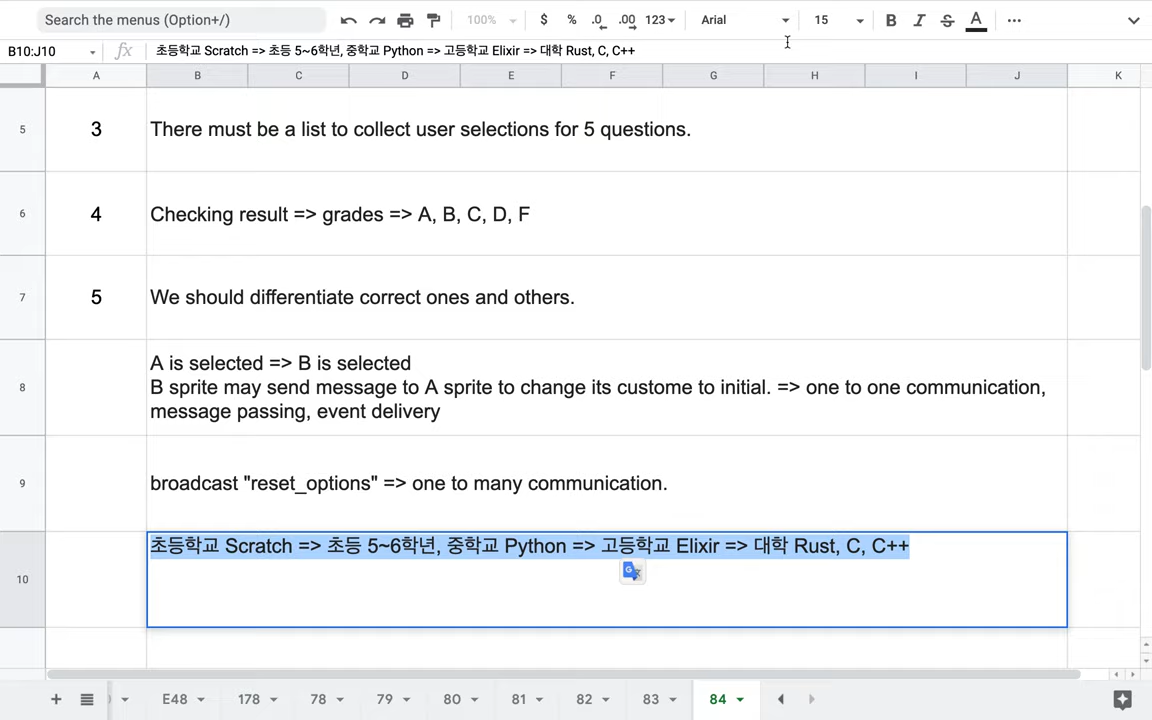 Search the menus (Option+/)
100%
$
%
.0
.00
123
Arial
15
B
I
S
A
B10:J10
fx
초등학교 Scratch => 초등 5~6학년, 중학교 Python => 고등학교 Elixir => 대학 Rust, C, C++
A B C D E F G H I J K
5
3
There must be a list to collect user selections for 5 questions.
6
4
Checking result => grades => A, B, C, D, F
7
5
We should differentiate correct ones and others.
8
A is selected => B is selected
B sprite may send message to A sprite to change its custome to initial. => one to one communication,
message passing, event delivery
9
broadcast "reset_options" => one to many communication.
10
초등학교 Scratch => 초등 5~6학년, 중학교 Python => 고등학교 Elixir => 대학 Rust, C, C++
E48 178 78 79 80 81 82 83 84